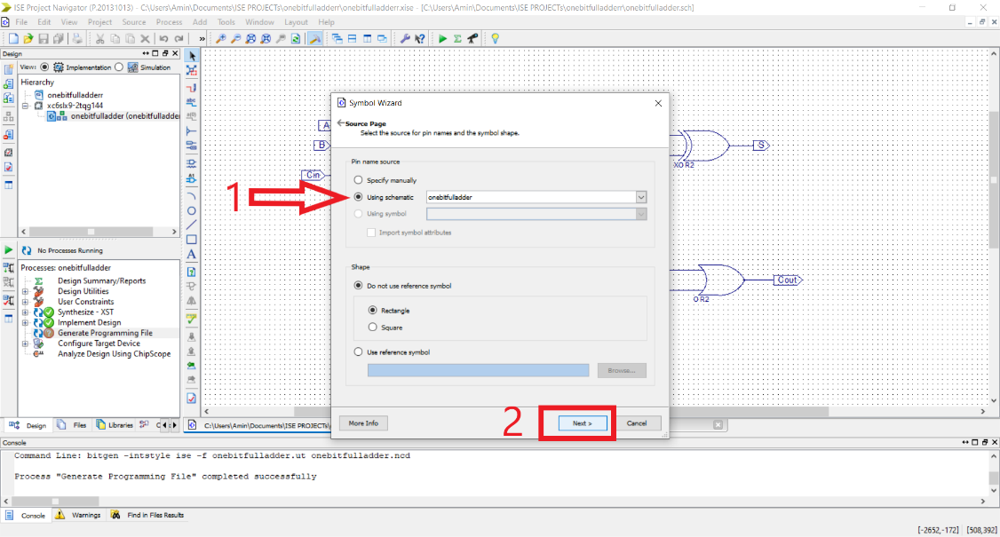 ISE Project Navigator (P.20131013) - C:\Users\Amin\Documents\ISE PROJECTs\onebitfulladderr\onebitfulladderr.xise - [C:\Users\Amin\Documents\ISE PROJECTs\onebitfulladderr\onebitfulladder.sch]
File Edit View Project Source Process Add Tools Window Layout Help
Design
View: Implementation Simulation
Hierarchy
onebitfulladderr
xc6slx9-2tqg144
onebitfulladder (onebitfulladder
No Processes Running
Processes: onebitfulladder
Design Summary/Reports
Design Utilities
User Constraints
Synthesize - XST
Implement Design
Generate Programming File
Configure Target Device
Analyze Design Using ChipScope
Design Files Libraries
A
B
Cin
XOR2
S
OR2
Cout
Symbol Wizard
Source Page
Select the source for pin names and the symbol shape.
Pin name source
Specify manually
1
Using schematic onebitfulladder
Using symbol
Import symbol attributes
Shape
Do not use reference symbol
Rectangle
Square
Use reference symbol
Browse...
More Info
2
Next >
Cancel
C:\Users\Amin\Documents\ISE PROJECTs\
Console
Command Line: bitgen -intstyle ise -f onebitfulladder.ut onebitfulladder.ncd
Process "Generate Programming File" completed successfully
Console Warnings Find in Files Results
[-2652,-172] [508,392]